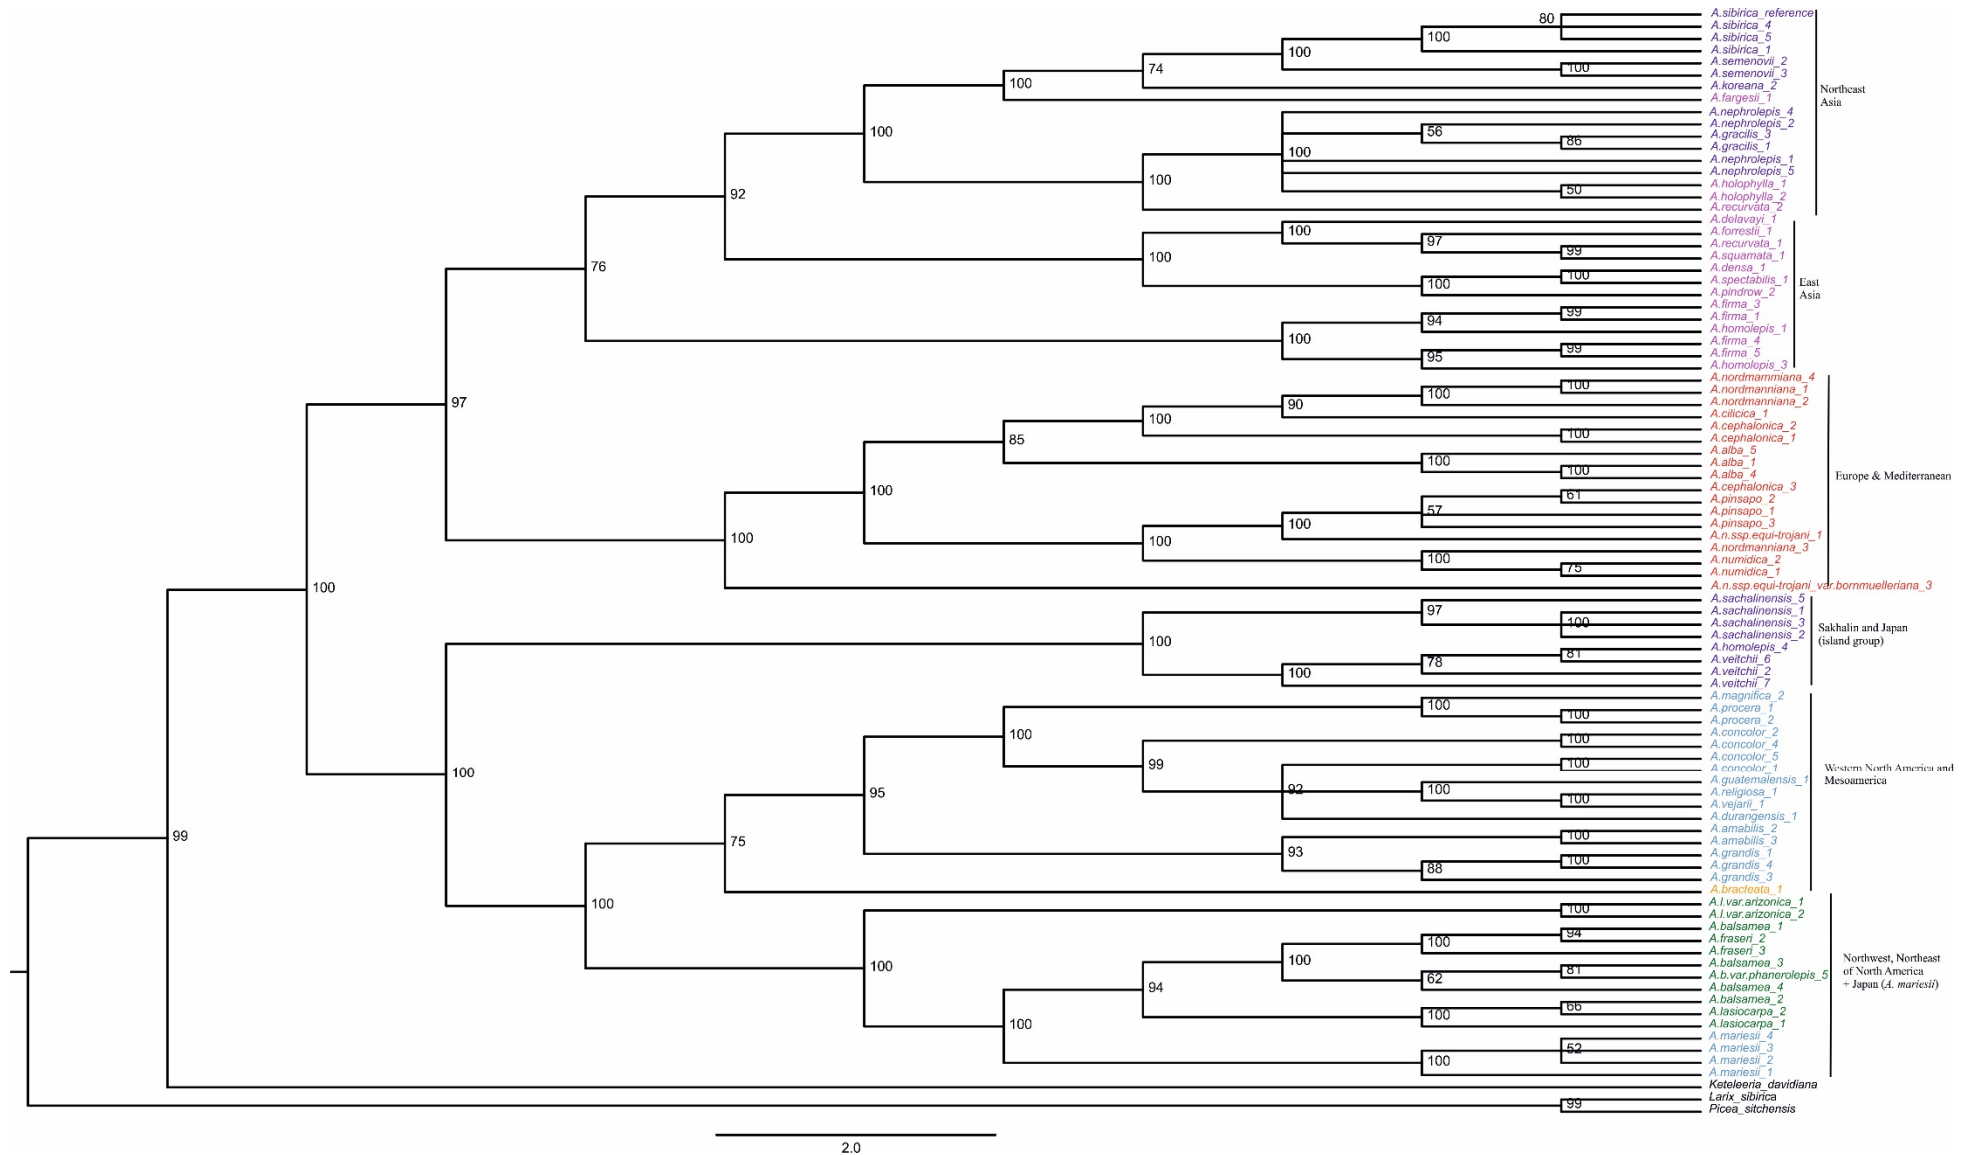 A.sibirica_reference
80
A.sibirica_4
A.sibirica_5
100
A.sibirica_1
100
A.semenovii_2
100
A.semenovii_3
74
A.koreana_2
100
A.fargesii_1
Northeast
Asia
A.nephrolepis_4
A.nephrolepis_2
56
A.gracilis_3
86
A.gracilis_1
100
100
A.nephrolepis_1
A.nephrolepis_5
100
A.holophylla_1
50
A.holophylla_2
A.recurvata_2
92
A.delavayi_1
100
A.forrestii_1
97
A.recurvata_1
99
A.squamata_1
100
A.densa_1
100
A.spectabilis_1
100
A.pindrow_2
76
East
Asia
A.firma_3
99
A.firma_1
94
A.homolepis_1
100
A.firma_4
99
A.firma_5
95
A.homolepis_3
97
A.nordmammiana_4
100
A.nordmanniana_1
100
A.nordmanniana_2
90
A.cilicica_1
100
A.cephalonica_2
100
A.cephalonica_1
85
A.alba_5
100
A.alba_1
100
A.alba_4
Europe & Mediterranean
100
A.cephalonica_3
61
A.pinsapo_2
57
A.pinsapo_1
A.pinsapo_3
100
A.n.ssp.equi-trojani_1
100
100
A.nordmanniana_3
100
A.numidica_2
75
A.numidica_1
A.n.ssp.equi-trojani_var.bornmuelleriana_3
100
A.sachalinensis_5
97
A.sachalinensis_1
100
A.sachalinensis_3
A.sachalinensis_2
Sakhalin and Japan
(island group)
100
A.homolepis_4
81
A.veitchii_6
78
A.veitchii_2
100
A.veitchii_7
100
A.magnifica_2
100
A.procera_1
100
A.procera_2
100
A.concolor_2
100
A.concolor_4
99
A.concolor_5
100
A.concolor_1
Western North America and
Mesoamerica
95
92
A.guatemalensis_1
100
A.religiosa_1
100
A.vejarii_1
A.durangensis_1
75
A.amabilis_2
100
A.amabilis_3
93
A.grandis_1
100
A.grandis_4
88
A.grandis_3
99
A.bracteata_1
100
A.l.var.arizonica_1
100
A.l.var.arizonica_2
100
A.balsamea_1
94
A.fraseri_2
100
A.fraseri_3
100
A.balsamea_3
81
A.b.var.phanerolepis_5
62
A.balsamea_4
94
Northwest, Northeast
of North America
+ Japan (A. mariesii)
A.balsamea_2
66
A.lasiocarpa_2
100
A.lasiocarpa_1
100
A.mariesii_4
52
A.mariesii_3
100
A.mariesii_2
A.mariesii_1
Keteleeria_davidiana
Larix_sibirica
99
Picea_sitchensis
2.0